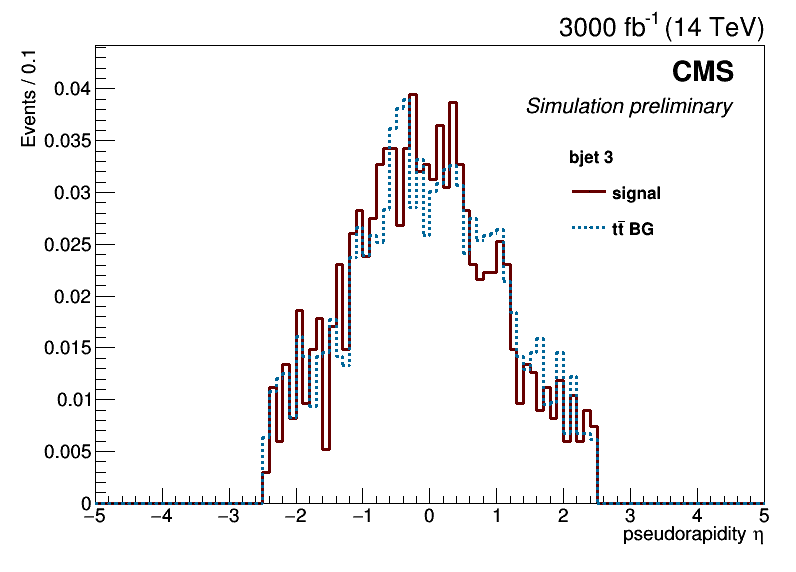 3000 fb-1 (14 TeV)
Events / 0.1
CMS
Simulation preliminary
bjet 3
signal
tt̄ BG
0.04
0.035
0.03
0.025
0.02
0.015
0.01
0.005
0
−5 −4 −3 −2 −1 0 1 2 3 4 5
pseudorapidity η